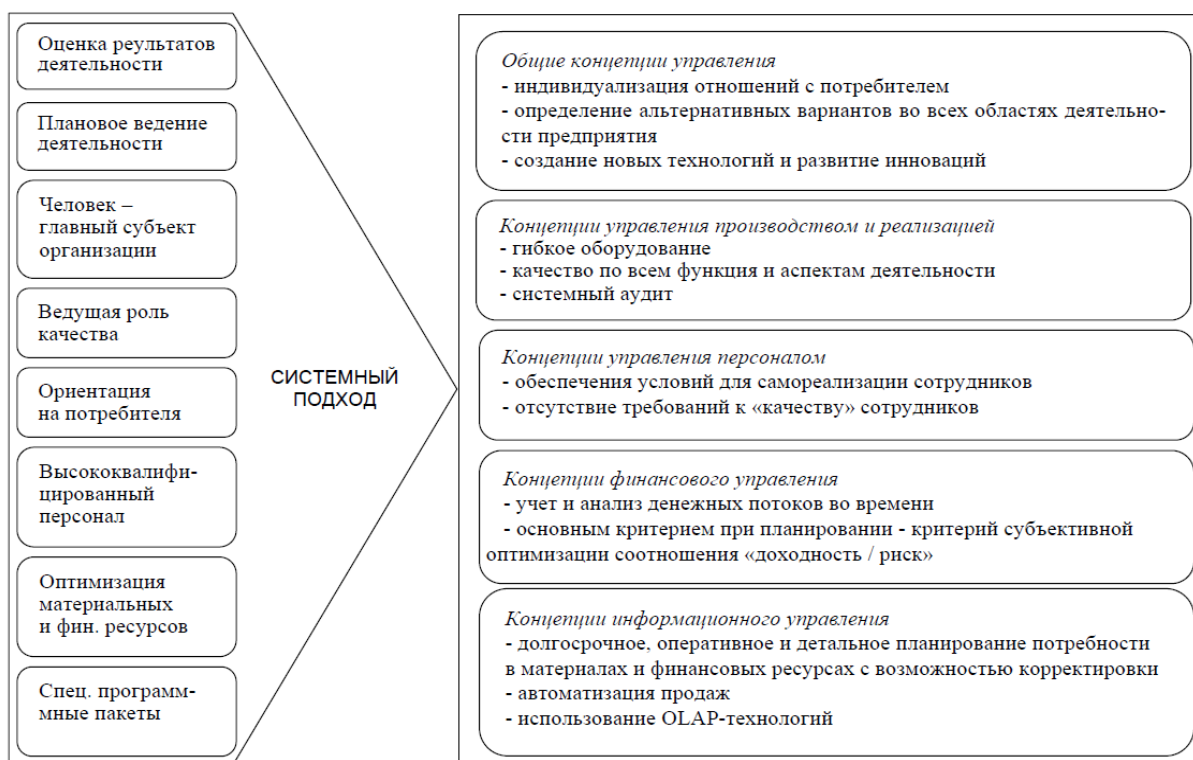 Оценка реультатов
деятельности
Плановое ведение
деятельности
Человек –
главный субъект
организации
Ведущая роль
качества
Ориентация
на потребителя
Высококвалифи-
цированный
персонал
Оптимизация
материальных
и фин. ресурсов
Спец. программ-
мные пакеты
СИСТЕМНЫЙ
ПОДХОД
Общие концепции управления
- индивидуализация отношений с потребителем
- определение альтернативных вариантов во всех областях деятельно-
сти предприятия
- создание новых технологий и развитие инноваций
Концепции управления производством и реализацией
- гибкое оборудование
- качество по всем функция и аспектам деятельности
- системный аудит
Концепции управления персоналом
- обеспечения условий для самореализации сотрудников
- отсутствие требований к «качеству» сотрудников
Концепции финансового управления
- учет и анализ денежных потоков во времени
- основным критерием при планировании - критерий субъективной
оптимизации соотношения «доходность / риск»
Концепции информационного управления
- долгосрочное, оперативное и детальное планирование потребности
в материалах и финансовых ресурсах с возможностью корректировки
- автоматизация продаж
- использование OLAP-технологий